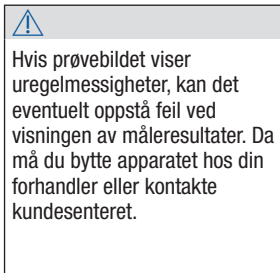 Hvis prøvebildet viser
uregelmessigheter, kan det
eventuelt oppstå feil ved
visningen av måleresultater. Da
må du bytte apparatet hos din
forhandler eller kontakte
kundesenteret.